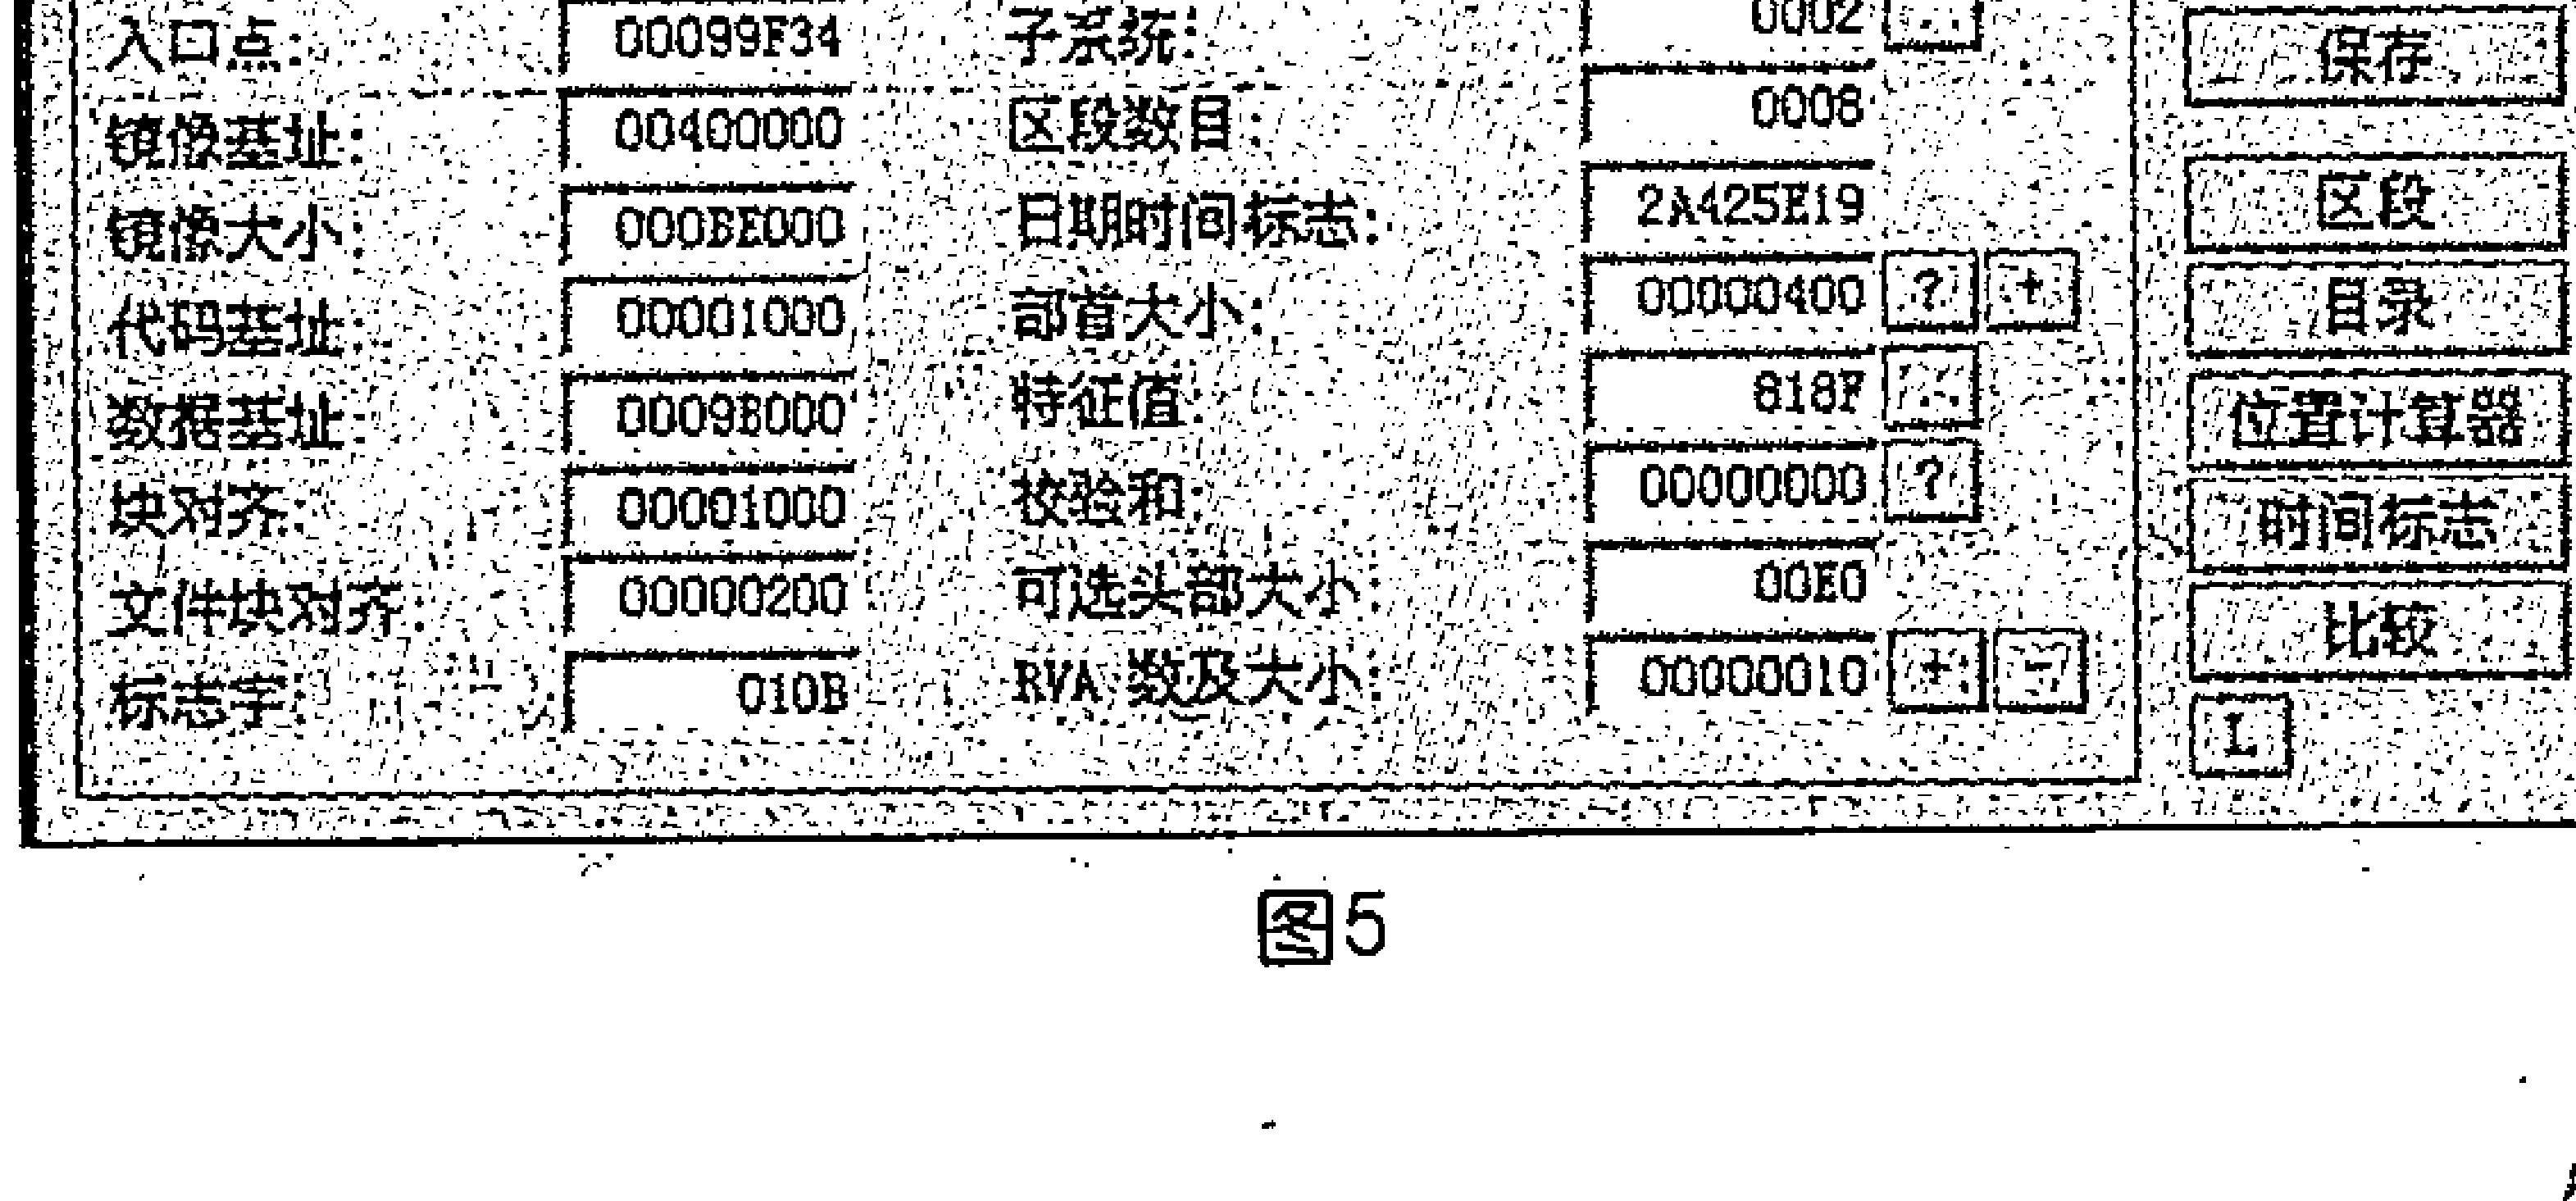 入口点: 00099F34 子系统: 0002 ... 保存
镜像基址: 00400000 区段数目: 0008
镜像大小: 000BE000 日期时间标志: 2A425E19 区段
代码基址: 00001000 部首大小: 00000400 ? + 目录
数据基址: 0009B000 特征值: 818F ... 位置计算器
块对齐: 00001000 校验和: 00000000 ? 时间标志
文件块对齐: 00000200 可选头部大小: 00E0 比较
标志字: 010B RVA 数及大小: 00000010 + - L
图5